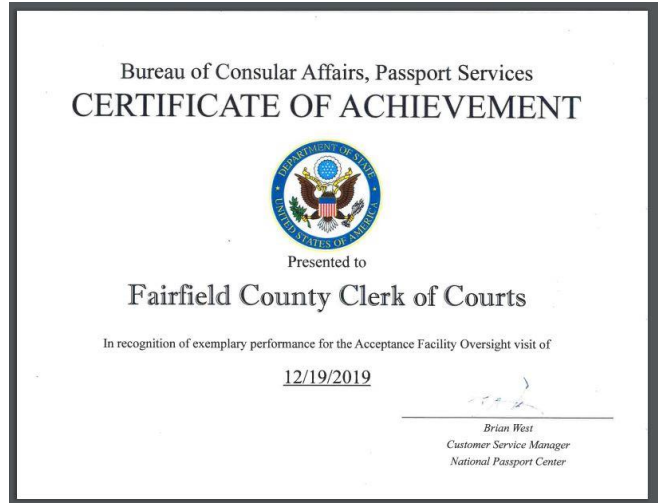 Bureau of Consular Affairs, Passport Services
CERTIFICATE OF ACHIEVEMENT
DEPARTMENT OF STATE
UNITED STATES OF AMERICA
Presented to
Fairfield County Clerk of Courts
In recognition of exemplary performance for the Acceptance Facility Oversight visit of
12/19/2019
Brian West
Customer Service Manager
National Passport Center